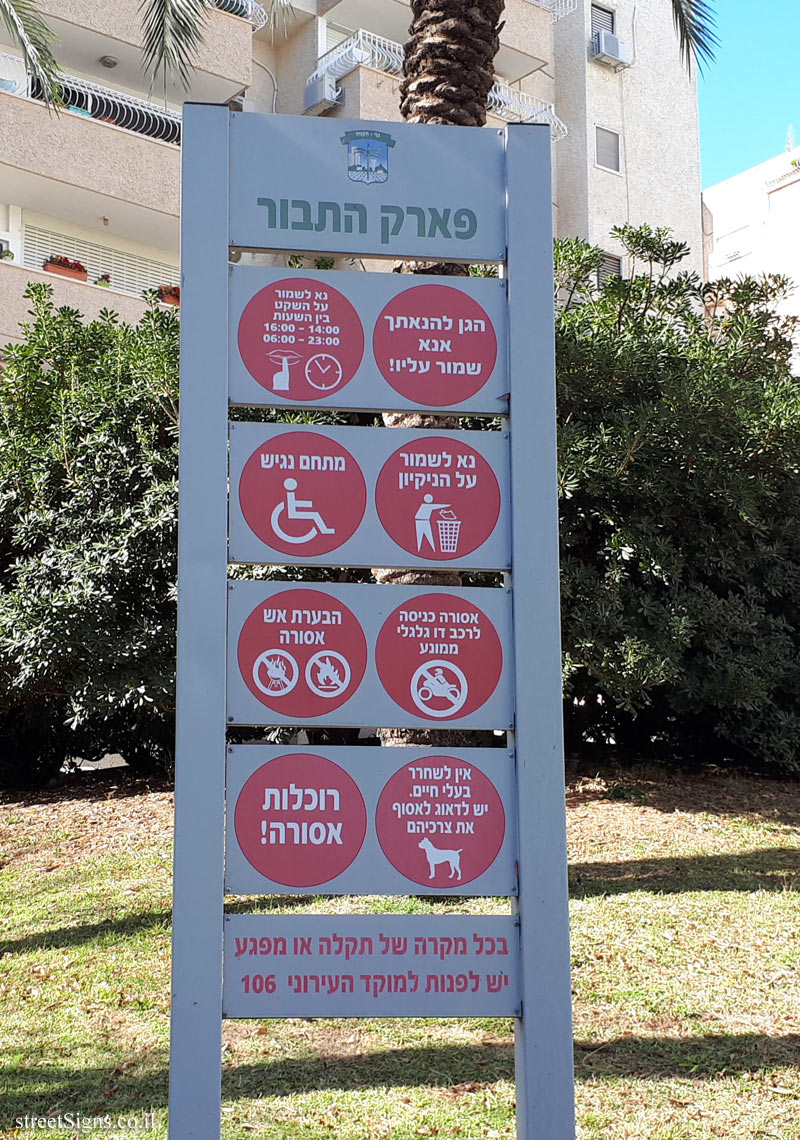 פארק התבור
הגן להנאתך
אנא
שמור עליו!
נא לשמור
על השקט
בין השעות
16:00 - 14:00
06:00 - 23:00
נא לשמור
על הניקיון
מתחם נגיש
אסורה כניסה
לרכב דו גלגלי
ממונע
הבערת אש
אסורה
אין לשחרר
בעלי חיים.
יש לדאוג לאסוף
את צרכיהם
רוכלות
אסורה!
בכל מקרה של תקלה או מפגע
יש לפנות למוקד העירוני 106
streetSigns.co.il